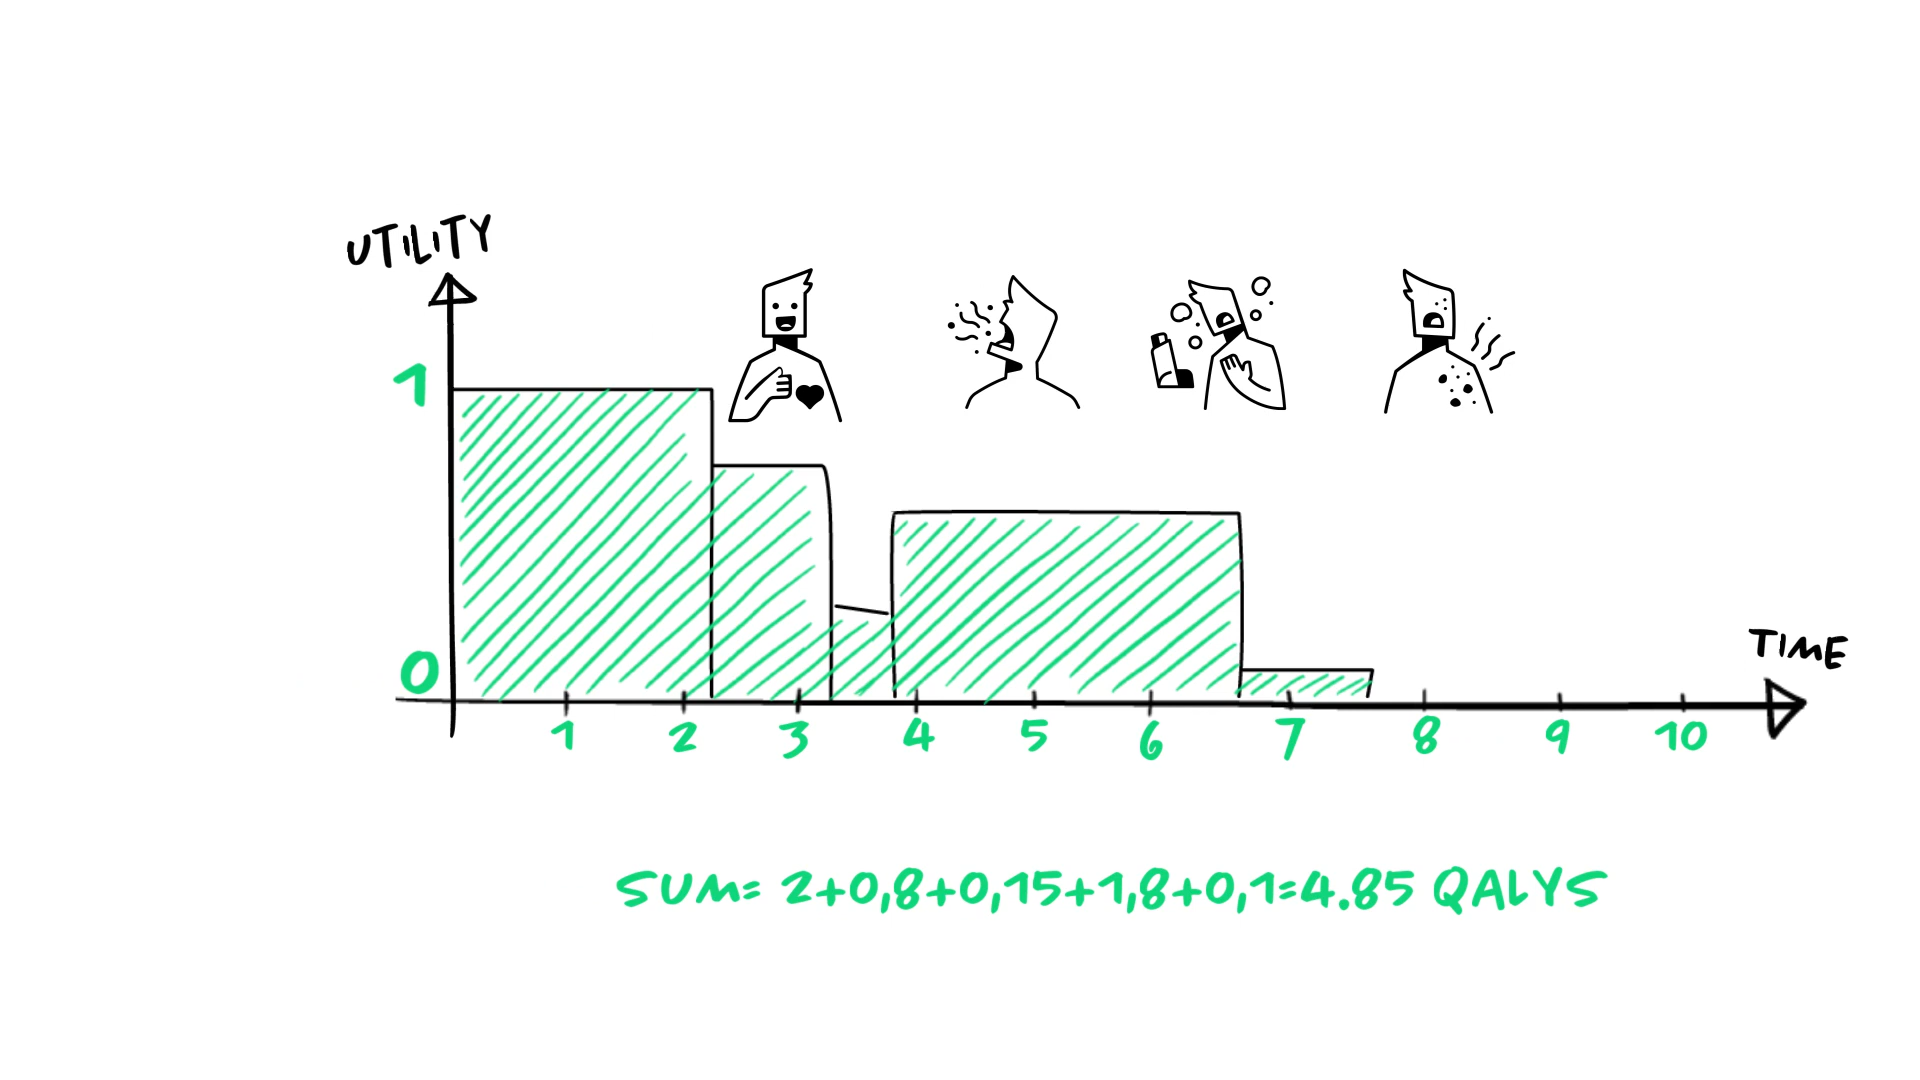 UTILITY
1
0
TIME
1 2 3 4 5 6 7 8 9 10
SUM= 2+0,8+0,15+1,8+0,1=4.85 QALYS